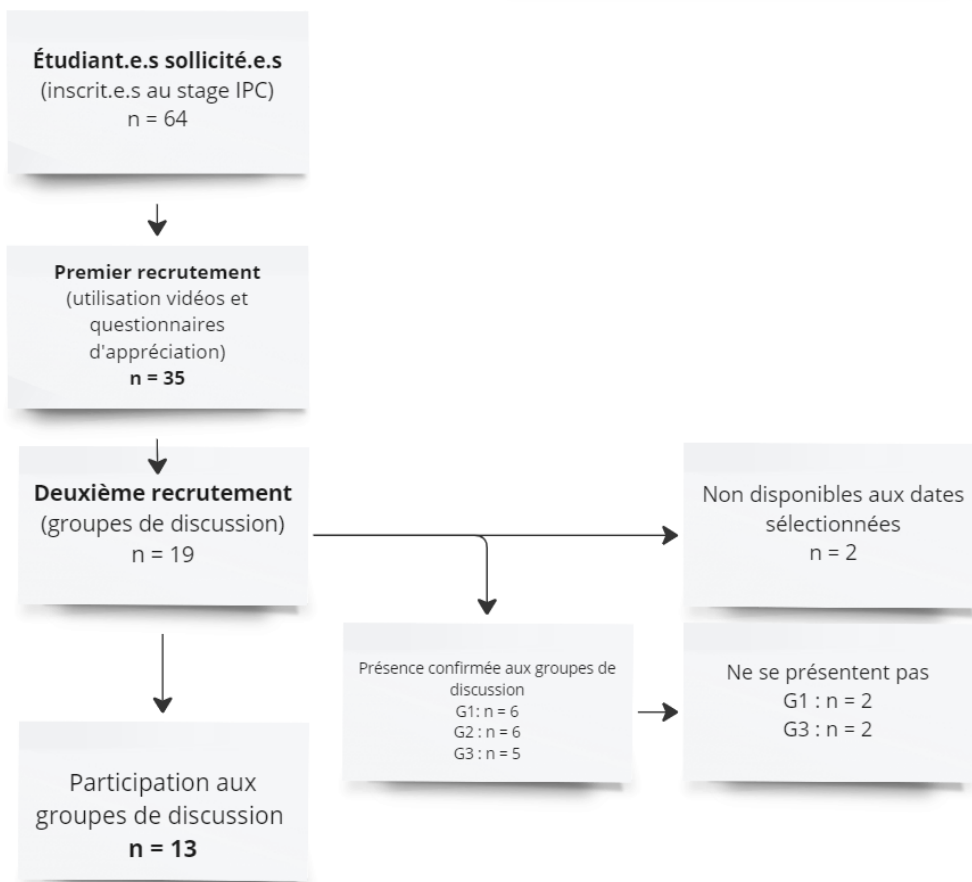 Étudiant.e.s sollicité.e.s
(inscrit.e.s au stage IPC)
n = 64
Premier recrutement
(utilisation vidéos et
questionnaires
d'appréciation)
n = 35
Deuxième recrutement
(groupes de discussion)
n = 19
Non disponibles aux dates
sélectionnées
n = 2
Présence confirmée aux groupes de
discussion
G1: n = 6
G2 : n = 6
G3 : n = 5
Ne se présentent pas
G1 : n = 2
G3 : n = 2
Participation aux
groupes de discussion
n = 13